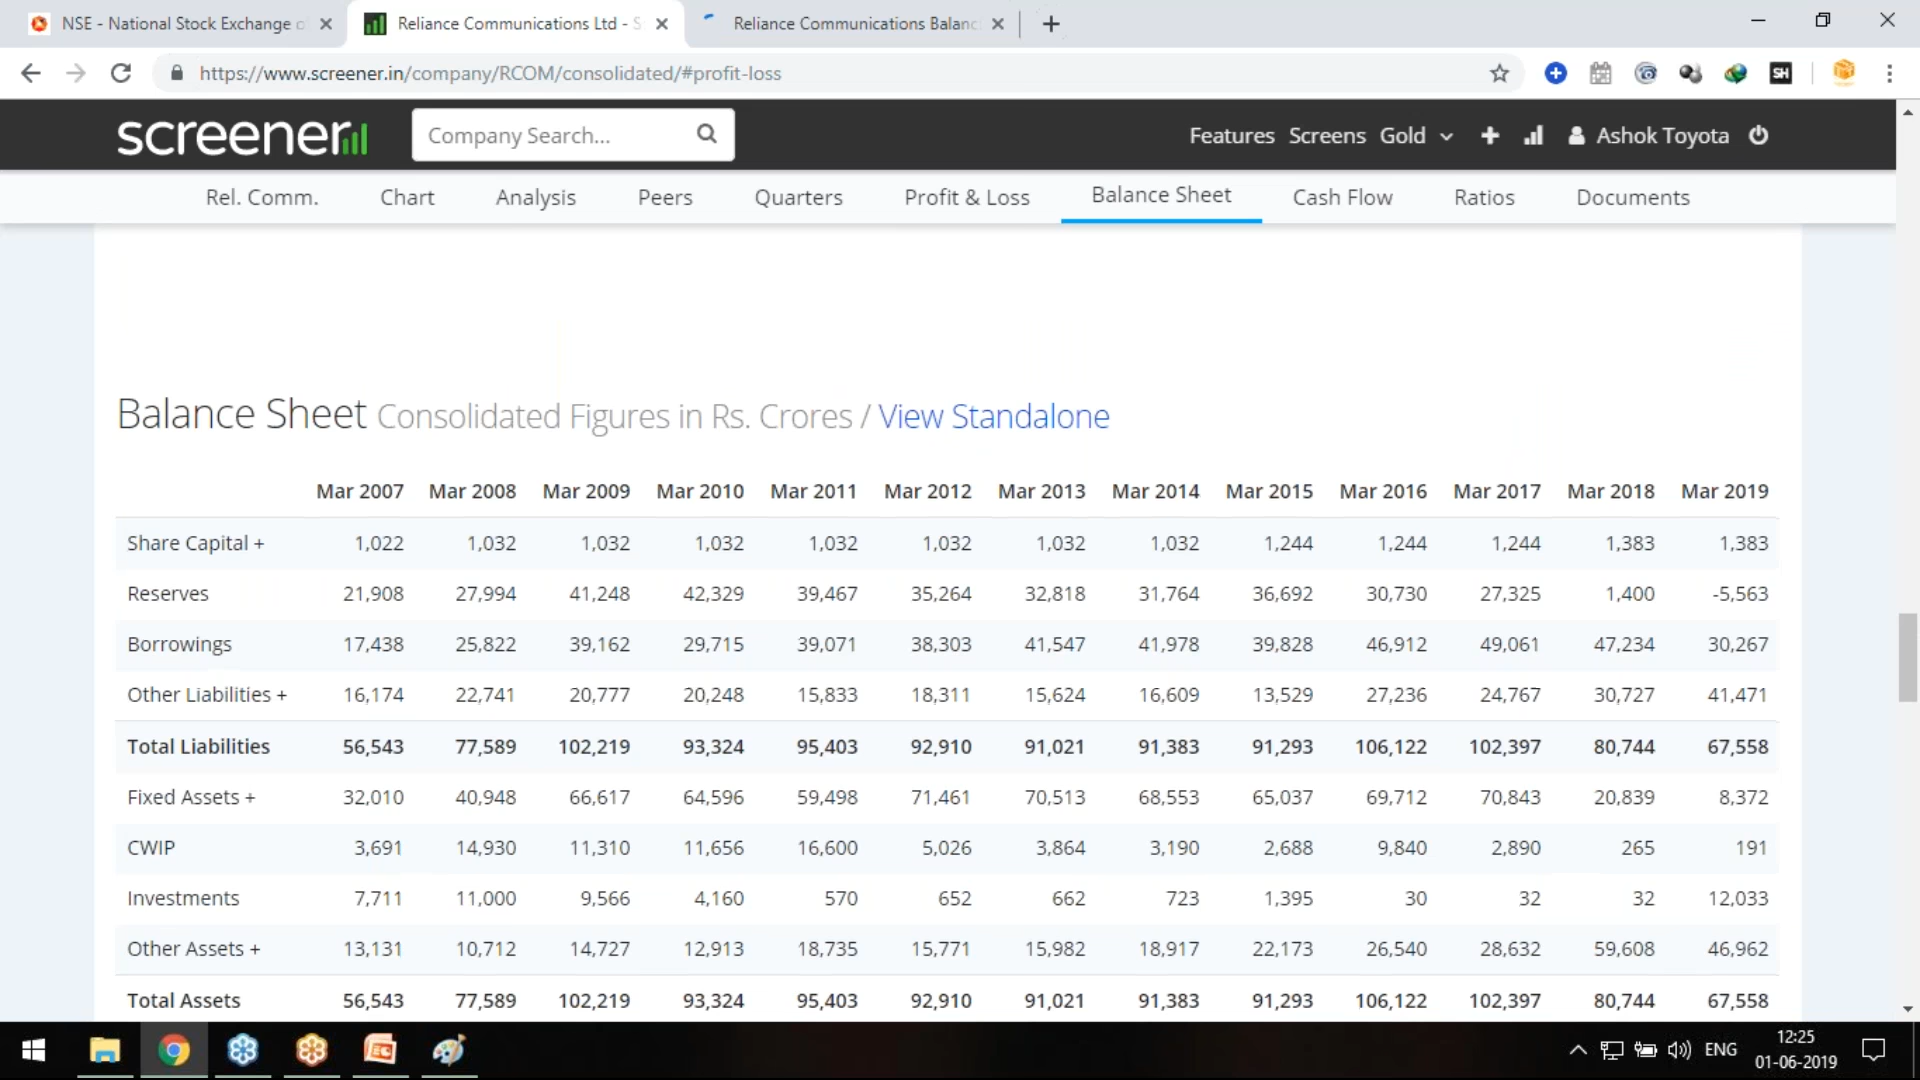 NSE - National Stock Exchange o
Reliance Communications Ltd - S
Reliance Communications Balanc
https://www.screener.in/company/RCOM/consolidated/#profit-loss
SH
screener
Company Search...
Features Screens Gold Ashok Toyota
Rel. Comm. Chart Analysis Peers Quarters Profit & Loss Balance Sheet Cash Flow Ratios Documents
Balance Sheet Consolidated Figures in Rs. Crores / View Standalone
Mar 2007 Mar 2008 Mar 2009 Mar 2010 Mar 2011 Mar 2012 Mar 2013 Mar 2014 Mar 2015 Mar 2016 Mar 2017 Mar 2018 Mar 2019
Share Capital + 1,022 1,032 1,032 1,032 1,032 1,032 1,032 1,032 1,244 1,244 1,244 1,383 1,383
Reserves 21,908 27,994 41,248 42,329 39,467 35,264 32,818 31,764 36,692 30,730 27,325 1,400 -5,563
Borrowings 17,438 25,822 39,162 29,715 39,071 38,303 41,547 41,978 39,828 46,912 49,061 47,234 30,267
Other Liabilities + 16,174 22,741 20,777 20,248 15,833 18,311 15,624 16,609 13,529 27,236 24,767 30,727 41,471
Total Liabilities 56,543 77,589 102,219 93,324 95,403 92,910 91,021 91,383 91,293 106,122 102,397 80,744 67,558
Fixed Assets + 32,010 40,948 66,617 64,596 59,498 71,461 70,513 68,553 65,037 69,712 70,843 20,839 8,372
CWIP 3,691 14,930 11,310 11,656 16,600 5,026 3,864 3,190 2,688 9,840 2,890 265 191
Investments 7,711 11,000 9,566 4,160 570 652 662 723 1,395 30 32 32 12,033
Other Assets + 13,131 10,712 14,727 12,913 18,735 15,771 15,982 18,917 22,173 26,540 28,632 59,608 46,962
Total Assets 56,543 77,589 102,219 93,324 95,403 92,910 91,021 91,383 91,293 106,122 102,397 80,744 67,558
ENG
12:25
01-06-2019